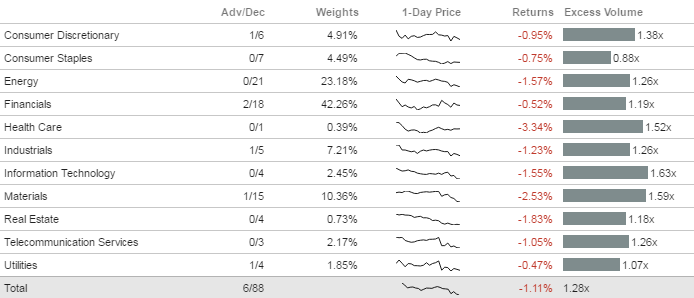 Adv/Dec Weights 1-Day Price Returns Excess Volume
Consumer Discretionary 1/6 4.91% -0.95% 1.38x
Consumer Staples 0/7 4.49% -0.75% 0.88x
Energy 0/21 23.18% -1.57% 1.26x
Financials 2/18 42.26% -0.52% 1.19x
Health Care 0/1 0.39% -3.34% 1.52x
Industrials 1/5 7.21% -1.23% 1.26x
Information Technology 0/4 2.45% -1.55% 1.63x
Materials 1/15 10.36% -2.53% 1.59x
Real Estate 0/4 0.73% -1.83% 1.18x
Telecommunication Services 0/3 2.17% -1.05% 1.26x
Utilities 1/4 1.85% -0.47% 1.07x
Total 6/88 -1.11% 1.28x